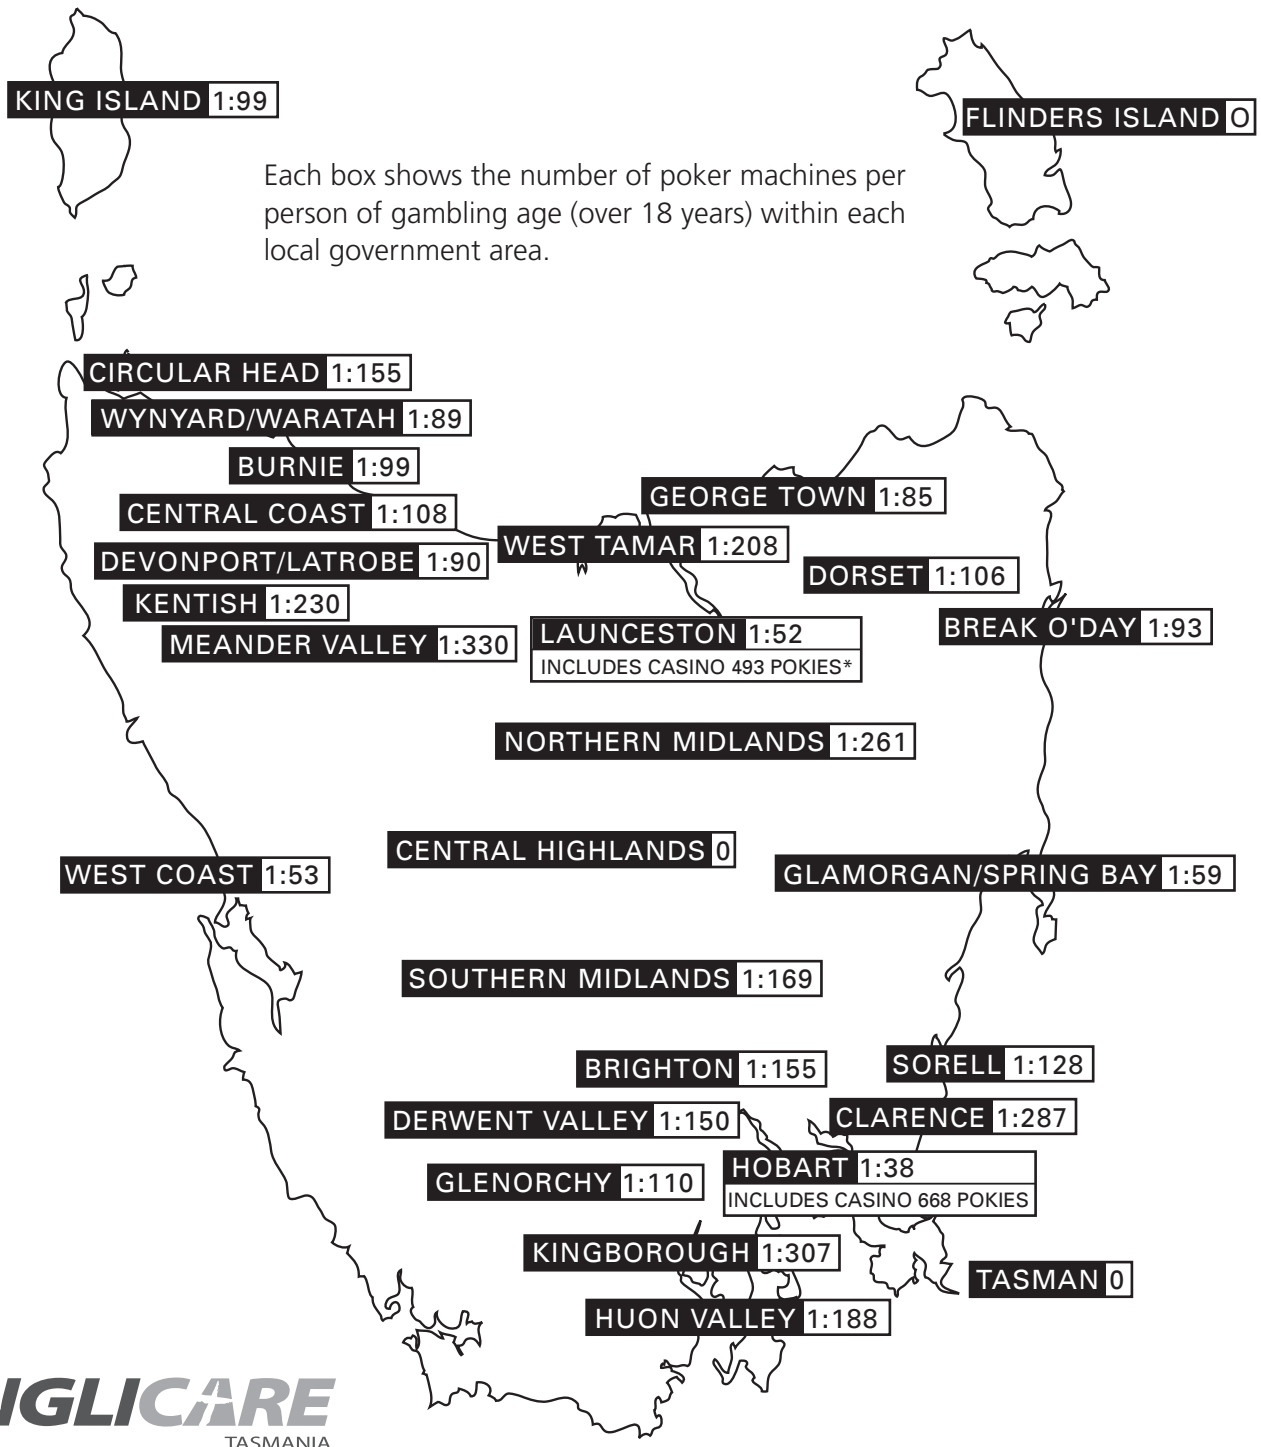 KING ISLAND 1:99
FLINDERS ISLAND O
Each box shows the number of poker machines per
person of gambling age (over 18 years) within each
local government area.
CIRCULAR HEAD 1:155
WYNYARD/WARATAH 1:89
BURNIE 1:99
GEORGE TOWN 1:85
CENTRAL COAST 1:108
WEST TAMAR 1:208
DEVONPORT/LATROBE 1:90
DORSET 1:106
KENTISH 1:230
BREAK O'DAY 1:93
LAUNCESTON 1:52
INCLUDES CASINO 493 POKIES*
MEANDER VALLEY 1:330
NORTHERN MIDLANDS 1:261
CENTRAL HIGHLANDS 0
WEST COAST 1:53
GLAMORGAN/SPRING BAY 1:59
SOUTHERN MIDLANDS 1:169
BRIGHTON 1:155
SORELL 1:128
DERWENT VALLEY 1:150
CLARENCE 1:287
HOBART 1:38
INCLUDES CASINO 668 POKIES
GLENORCHY 1:110
KINGBOROUGH 1:307
TASMAN 0
HUON VALLEY 1:188
IGLICARE
TASMANIA